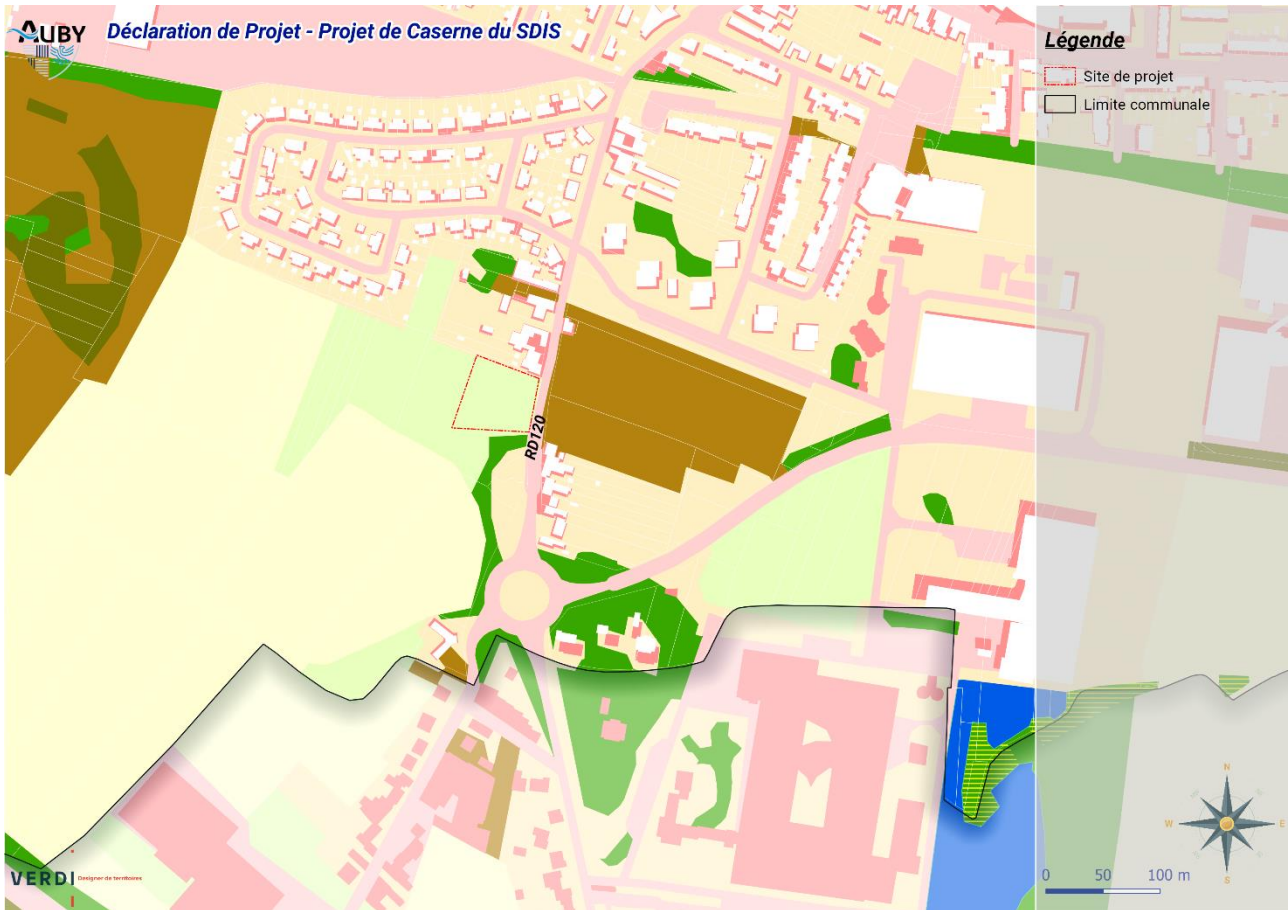 AUBY
Déclaration de Projet - Projet de Caserne du SDIS
Légende
Site de projet
Limite communale
RD120
N
W
E
S
VERDI Designer de territoires
0 50 100 m